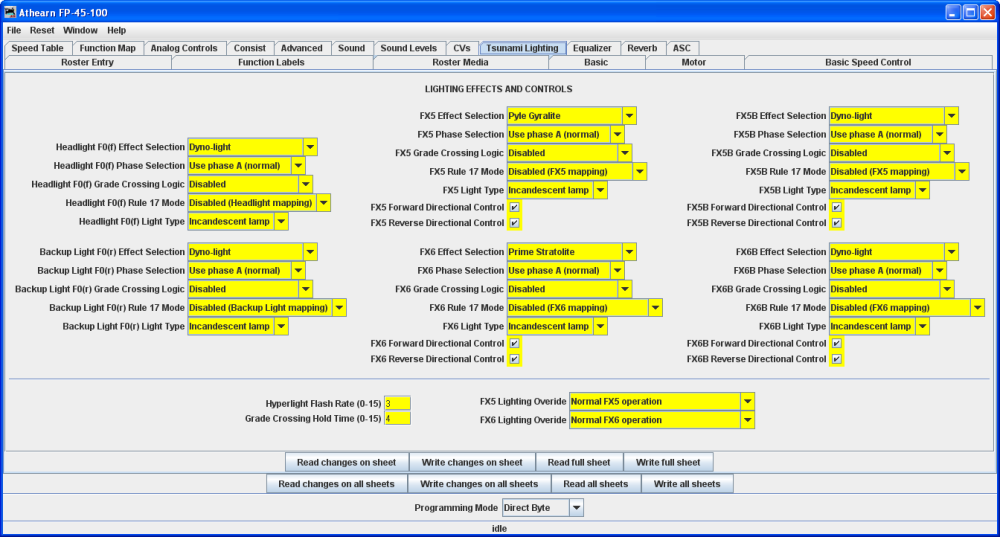 Athearn FP-45-100
File Reset Window Help
Speed Table Function Map Analog Controls Consist Advanced Sound Sound Levels CVs Tsunami Lighting Equalizer Reverb ASC
Roster Entry Function Labels Roster Media Basic Motor Basic Speed Control
LIGHTING EFFECTS AND CONTROLS
Headlight F0(f) Effect Selection Dyno-light
Headlight F0(f) Phase Selection Use phase A (normal)
Headlight F0(f) Grade Crossing Logic Disabled
Headlight F0(f) Rule 17 Mode Disabled (Headlight mapping)
Headlight F0(f) Light Type Incandescent lamp
Backup Light F0(r) Effect Selection Dyno-light
Backup Light F0(r) Phase Selection Use phase A (normal)
Backup Light F0(r) Grade Crossing Logic Disabled
Backup Light F0(r) Rule 17 Mode Disabled (Backup Light mapping)
Backup Light F0(r) Light Type Incandescent lamp
FX5 Effect Selection Pyle Gyralite
FX5 Phase Selection Use phase A (normal)
FX5 Grade Crossing Logic Disabled
FX5 Rule 17 Mode Disabled (FX5 mapping)
FX5 Light Type Incandescent lamp
FX5 Forward Directional Control
FX5 Reverse Directional Control
FX6 Effect Selection Prime Stratolite
FX6 Phase Selection Use phase A (normal)
FX6 Grade Crossing Logic Disabled
FX6 Rule 17 Mode Disabled (FX6 mapping)
FX6 Light Type Incandescent lamp
FX6 Forward Directional Control
FX6 Reverse Directional Control
FX5B Effect Selection Dyno-light
FX5B Phase Selection Use phase A (normal)
FX5B Grade Crossing Logic Disabled
FX5B Rule 17 Mode Disabled (FX5 mapping)
FX5B Light Type Incandescent lamp
FX5B Forward Directional Control
FX5B Reverse Directional Control
FX6B Effect Selection Dyno-light
FX6B Phase Selection Use phase A (normal)
FX6B Grade Crossing Logic Disabled
FX6B Rule 17 Mode Disabled (FX6 mapping)
FX6B Light Type Incandescent lamp
FX6B Forward Directional Control
FX6B Reverse Directional Control
Hyperlight Flash Rate (0-15) 3
Grade Crossing Hold Time (0-15) 4
FX5 Lighting Overide Normal FX5 operation
FX6 Lighting Overide Normal FX6 operation
Read changes on sheet Write changes on sheet Read full sheet Write full sheet
Read changes on all sheets Write changes on all sheets Read all sheets Write all sheets
Programming Mode Direct Byte
idle